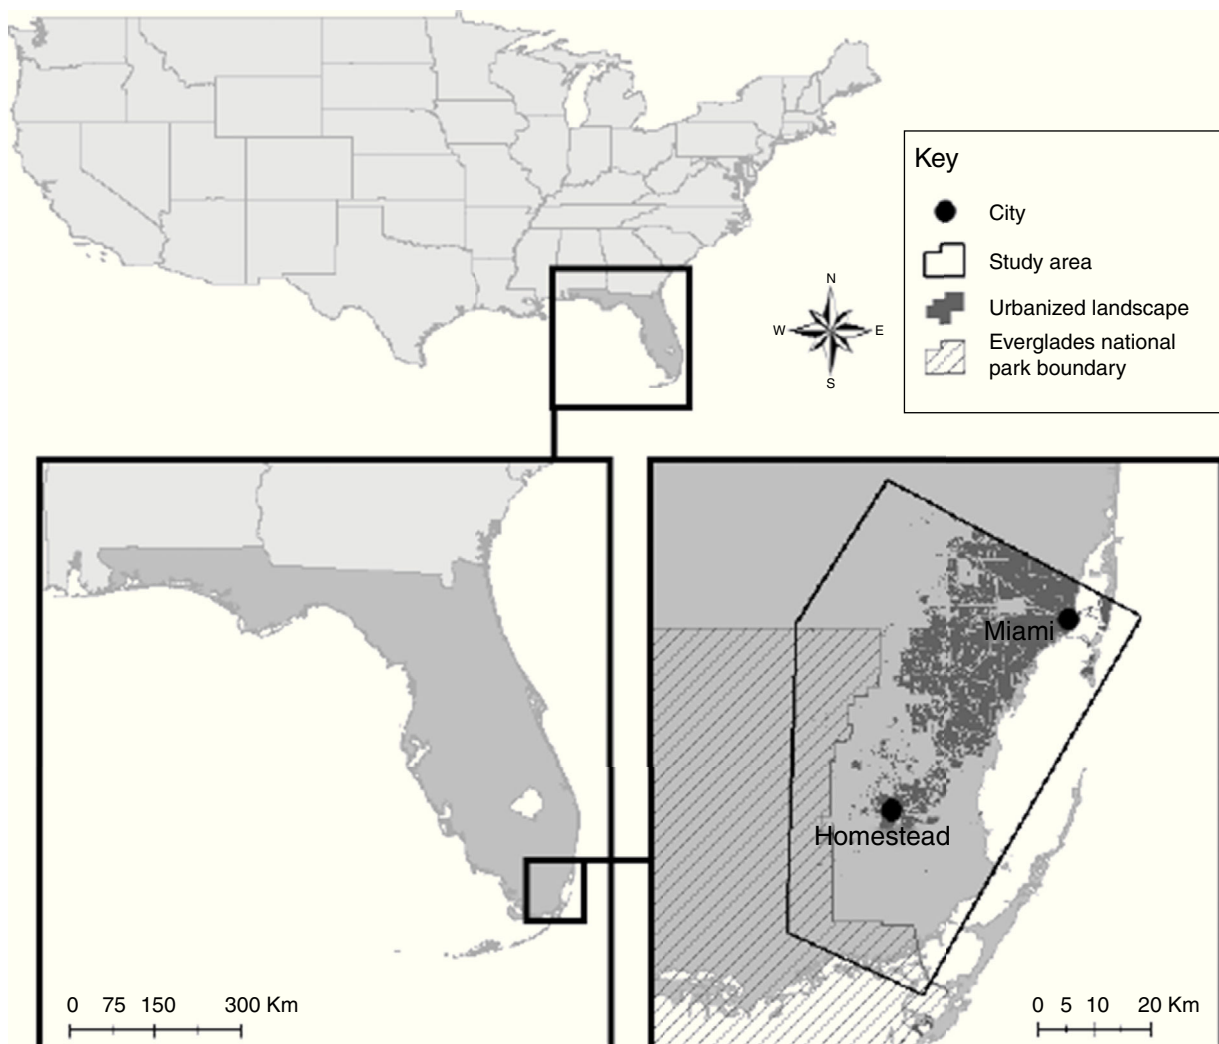 Key
City
Study area
Urbanized landscape
Everglades national
park boundary
N
W
E
S
Miami
Homestead
0 75 150 300 Km
0 5 10 20 Km